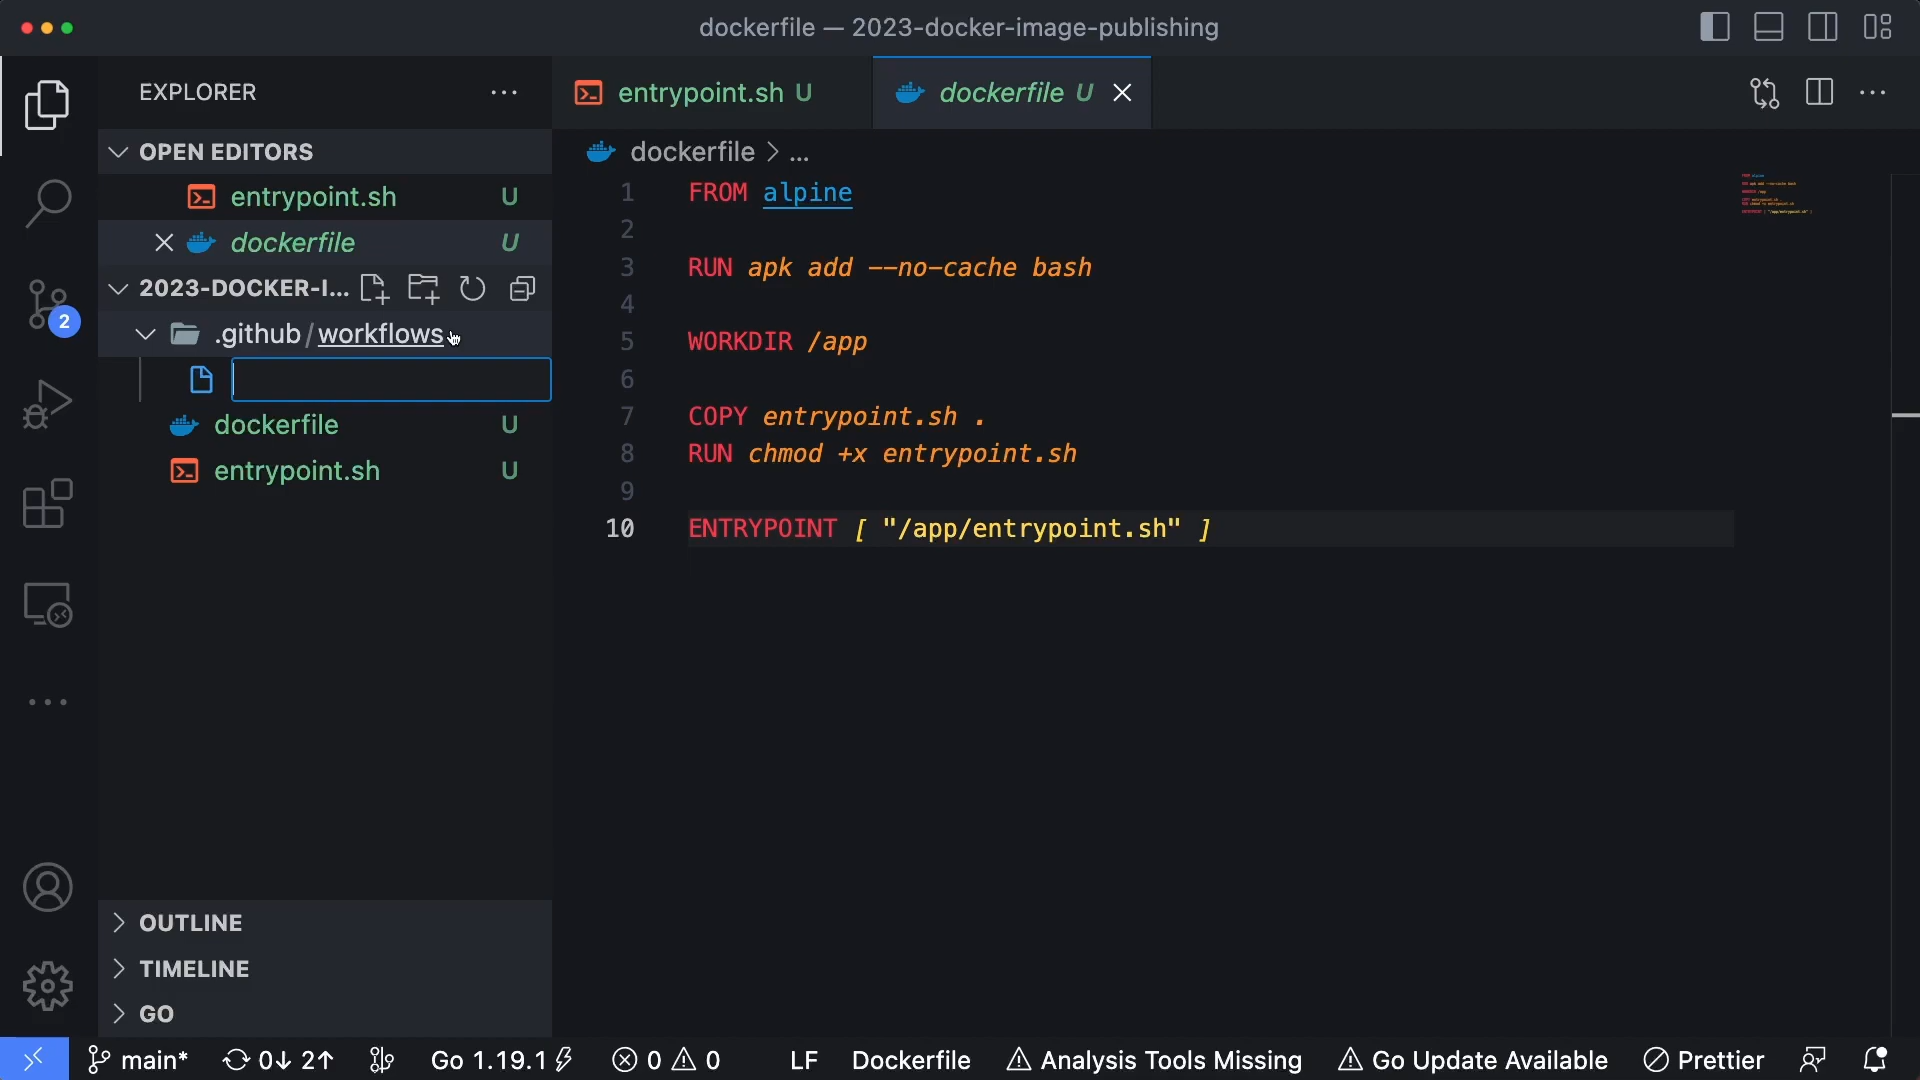 dockerfile — 2023-docker-image-publishing
EXPLORER
OPEN EDITORS
entrypoint.sh U
dockerfile U
2023-DOCKER-I...
.github/workflows
dockerfile U
entrypoint.sh U
OUTLINE
TIMELINE
GO
2
entrypoint.sh U
dockerfile U
dockerfile > ...
1 FROM alpine
2
3 RUN apk add --no-cache bash
4
5 WORKDIR /app
6
7 COPY entrypoint.sh .
8 RUN chmod +x entrypoint.sh
9
10 ENTRYPOINT [ "/app/entrypoint.sh" ]
main* 0↓ 2↑ Go 1.19.1 0 0 LF Dockerfile Analysis Tools Missing Go Update Available Prettier